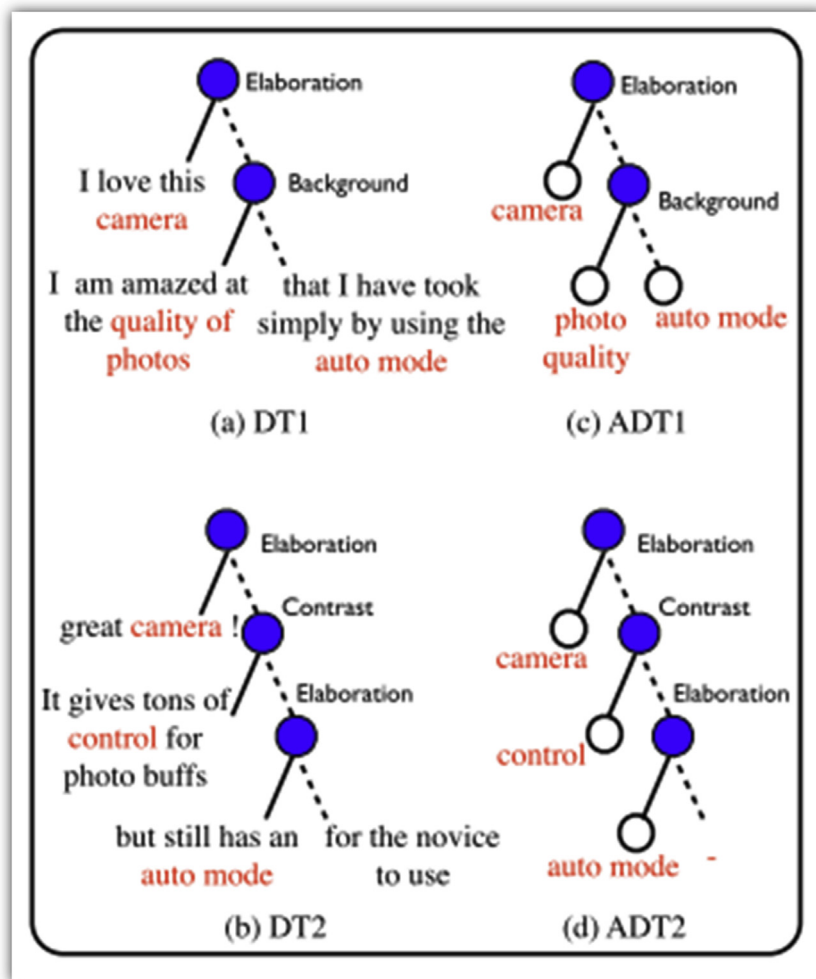 Elaboration
I love this
camera
Background
I am amazed at
the quality of
photos
that I have took
simply by using the
auto mode
(a) DT1
Elaboration
camera
Background
photo
quality
auto mode
(c) ADT1
Elaboration
great camera !
Contrast
It gives tons of
control for
photo buffs
Elaboration
but still has an
auto mode
for the novice
to use
(b) DT2
Elaboration
camera
Contrast
control
Elaboration
auto mode
-
(d) ADT2